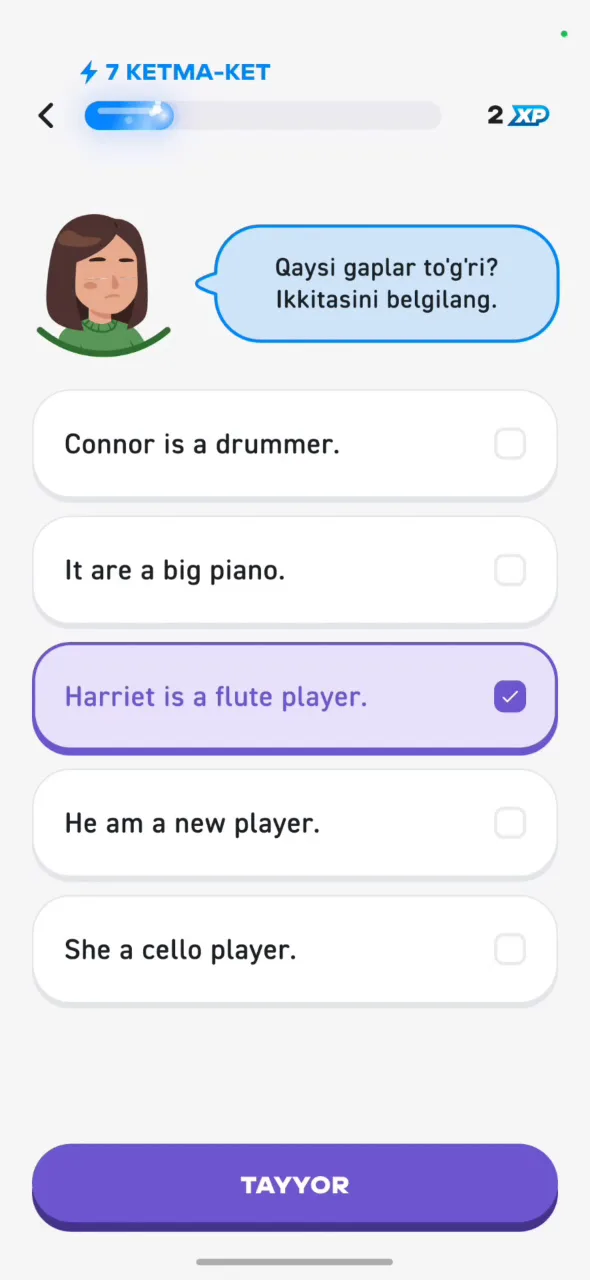 7 KETMA-KET
2 XP
Qaysi gaplar to'g'ri?
Ikkitasini belgilang.
Connor is a drummer.
It are a big piano.
Harriet is a flute player.
He am a new player.
She a cello player.
TAYYOR